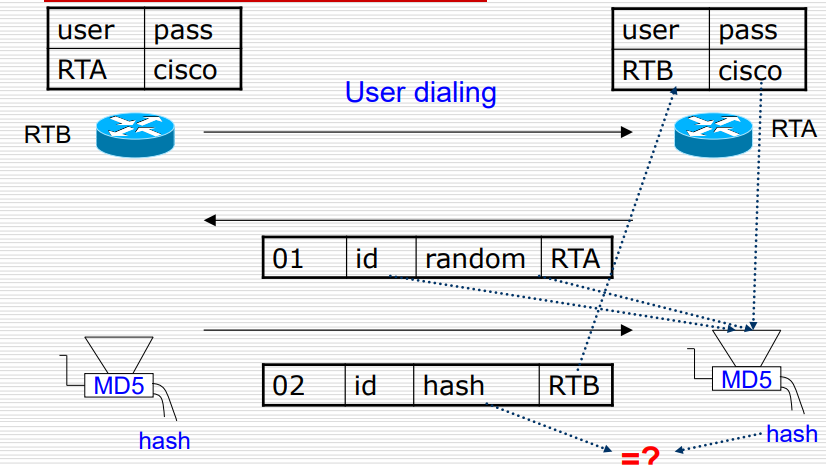 user pass
user pass
RTA cisco
RTB cisco
User dialing
RTB
RTA
01 id random RTA
02 id hash RTB
MD5
MD5
hash
hash
=?